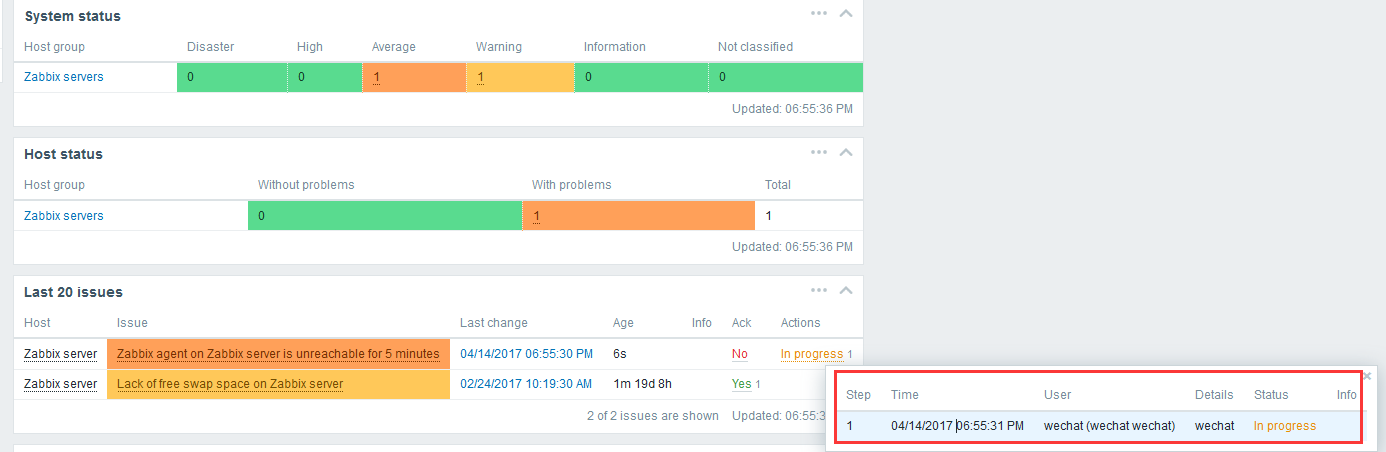 System status
Host group Disaster High Average Warning Information Not classified
Zabbix servers 0 0 1 1 0 0
Updated: 06:55:36 PM
Host status
Host group Without problems With problems Total
Zabbix servers 0 1 1
Updated: 06:55:36 PM
Last 20 issues
Host Issue Last change Age Info Ack Actions
Zabbix server Zabbix agent on Zabbix server is unreachable for 5 minutes 04/14/2017 06:55:30 PM 6s No In progress 1
Zabbix server Lack of free swap space on Zabbix server 02/24/2017 10:19:30 AM 1m 19d 8h Yes 1
2 of 2 issues are shown Updated: 06:55:3
Step Time User Details Status Info
1 04/14/2017 06:55:31 PM wechat (wechat wechat) wechat In progress